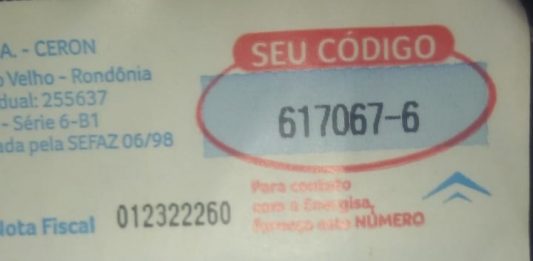 A. - CERON
o Velho - Rondônia
dual: 255637
- Série 6-B1
ada pela SEFAZ 06/98
SEU CÓDIGO
617067-6
Nota Fiscal 012322260
Para contato
com a Energisa,
forneça este NÚMERO